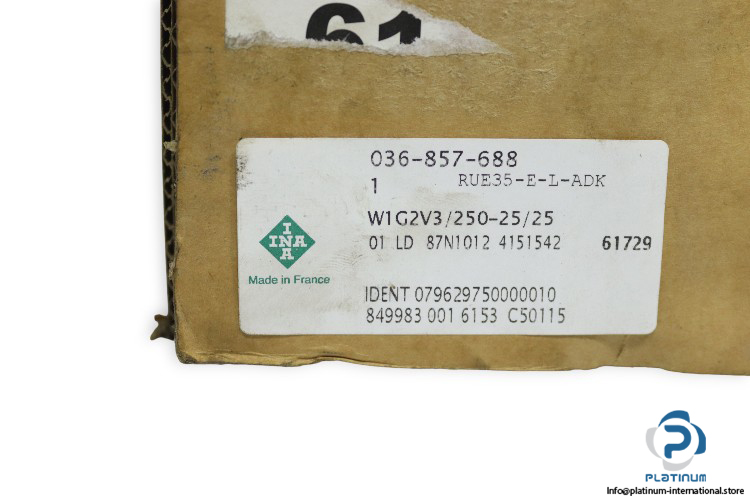 61
036-857-688
1 RUE35-E-L-ADK
W1G2V3/250-25/25
01 LD 87N1012 4151542 61729
INA
INA
Made in France
IDENT 079629750000010
849983 001 6153 C50115
PLATINUM
Info@platinum-international.store